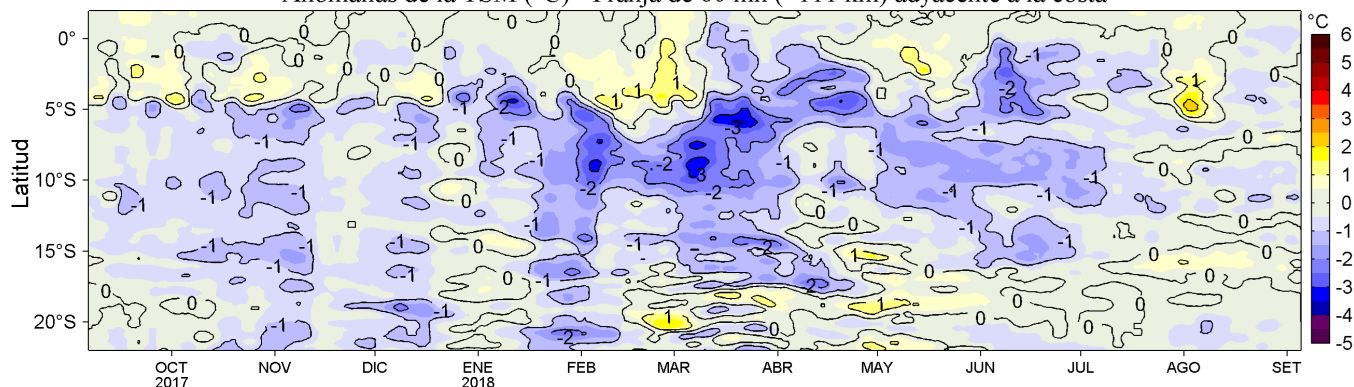 Anomalías de la TSM (°C) - Franja de 60 mn (~111 km) adyacente a la costa
°C
Latitud
0°
5°S
10°S
15°S
20°S
6
5
4
3
2
1
0
-1
-2
-3
-4
-5
OCT NOV DIC ENE FEB MAR ABR MAY JUN JUL AGO SET
2017 2018